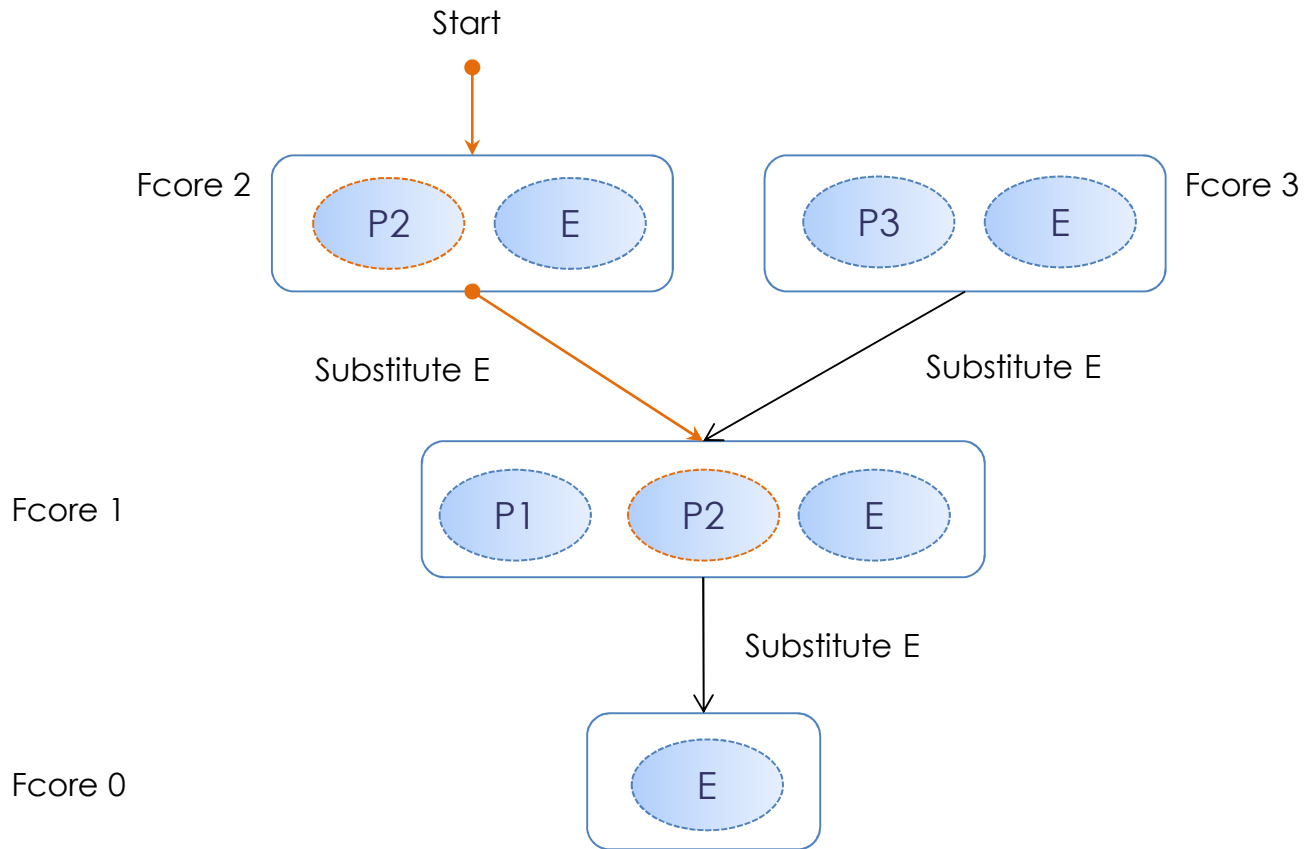 Start
Fcore 2
P2
E
P3
E
Fcore 3
Substitute E
Substitute E
Fcore 1
P1
P2
E
Substitute E
Fcore 0
E